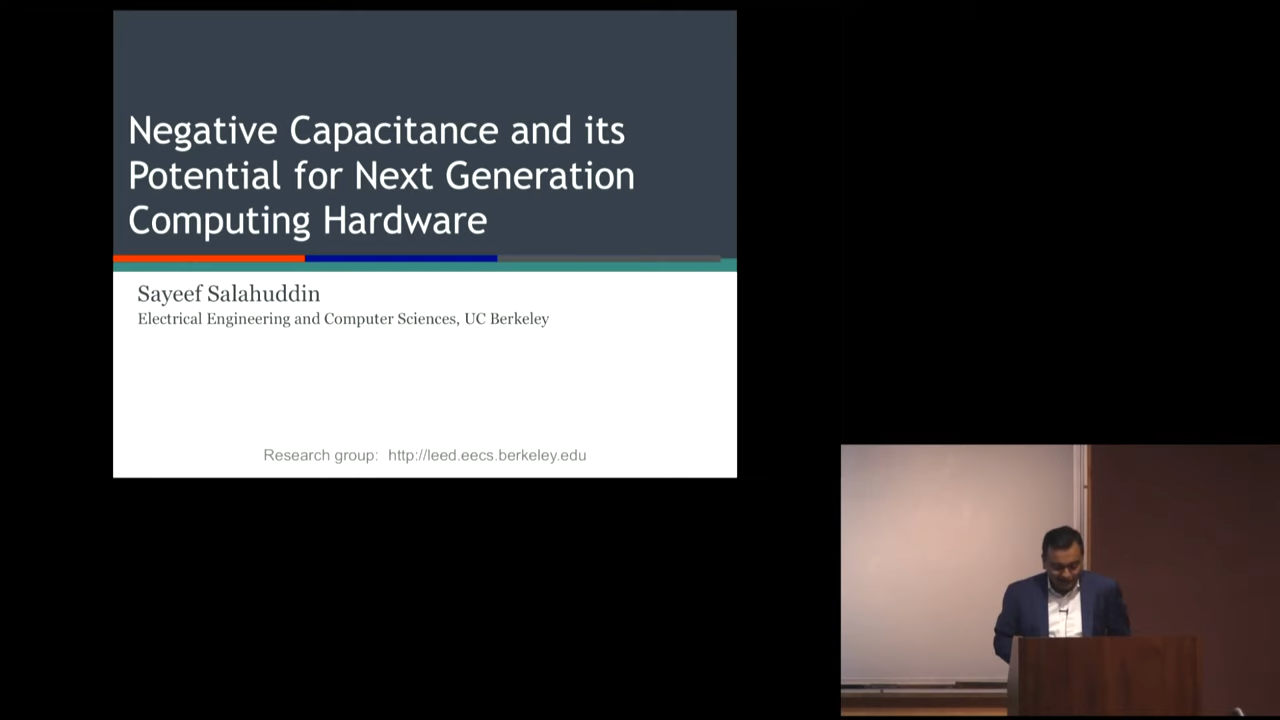 Negative Capacitance and its
Potential for Next Generation
Computing Hardware
Sayeef Salahuddin
Electrical Engineering and Computer Sciences, UC Berkeley
Research group: http://leed.eecs.berkeley.edu